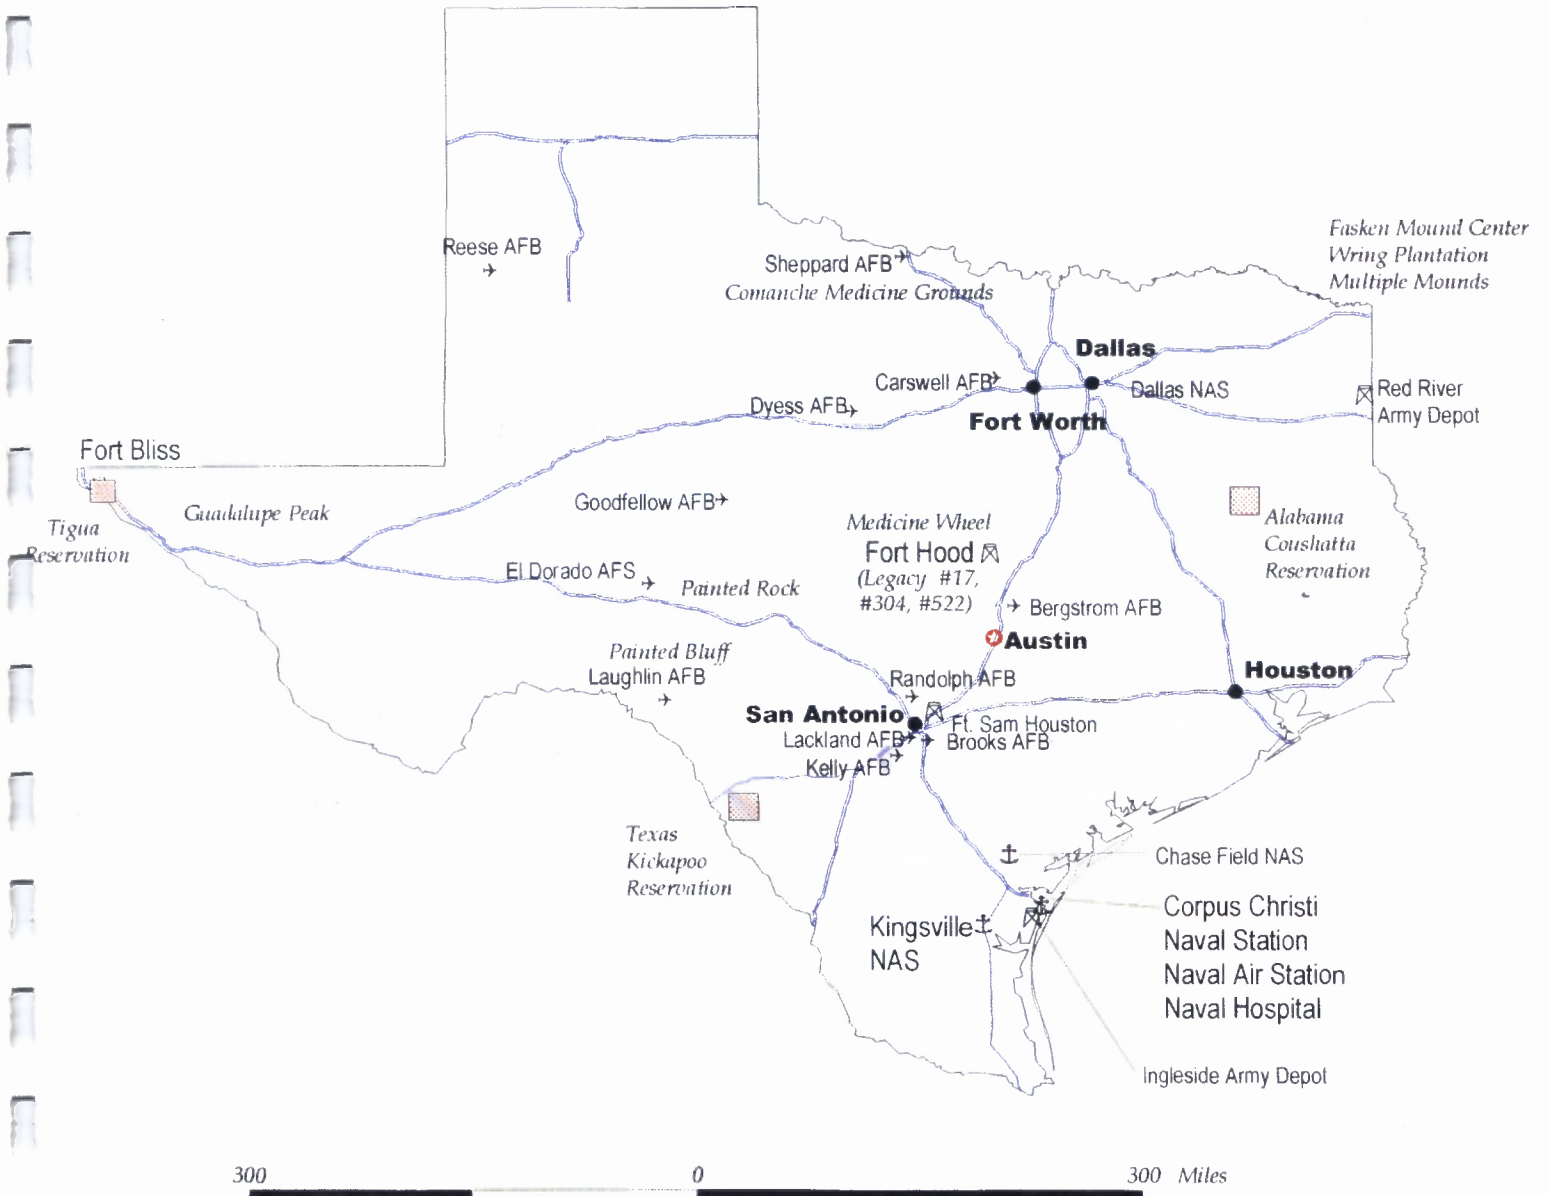 Reese AFB
Sheppard AFB
Comanche Medicine Grounds
Fasken Mound Center
Wring Plantation
Multiple Mounds
Dallas
Carswell AFB
Dallas NAS
Red River
Army Depot
Dyess AFB
Fort Worth
Fort Bliss
Guadalupe Peak
Tigua
Reservation
Goodfellow AFB
Medicine Wheel
Fort Hood
(Legacy #17,
#304, #522)
Alabama
Coushatta
Reservation
El Dorado AFS
Painted Rock
Bergstrom AFB
Austin
Painted Bluff
Laughlin AFB
Randolph AFB
Houston
San Antonio
Ft. Sam Houston
Lackland AFB
Brooks AFB
Kelly AFB
Texas
Kickapoo
Reservation
Chase Field NAS
Kingsville
NAS
Corpus Christi
Naval Station
Naval Air Station
Naval Hospital
Ingleside Army Depot
300 0 300 Miles